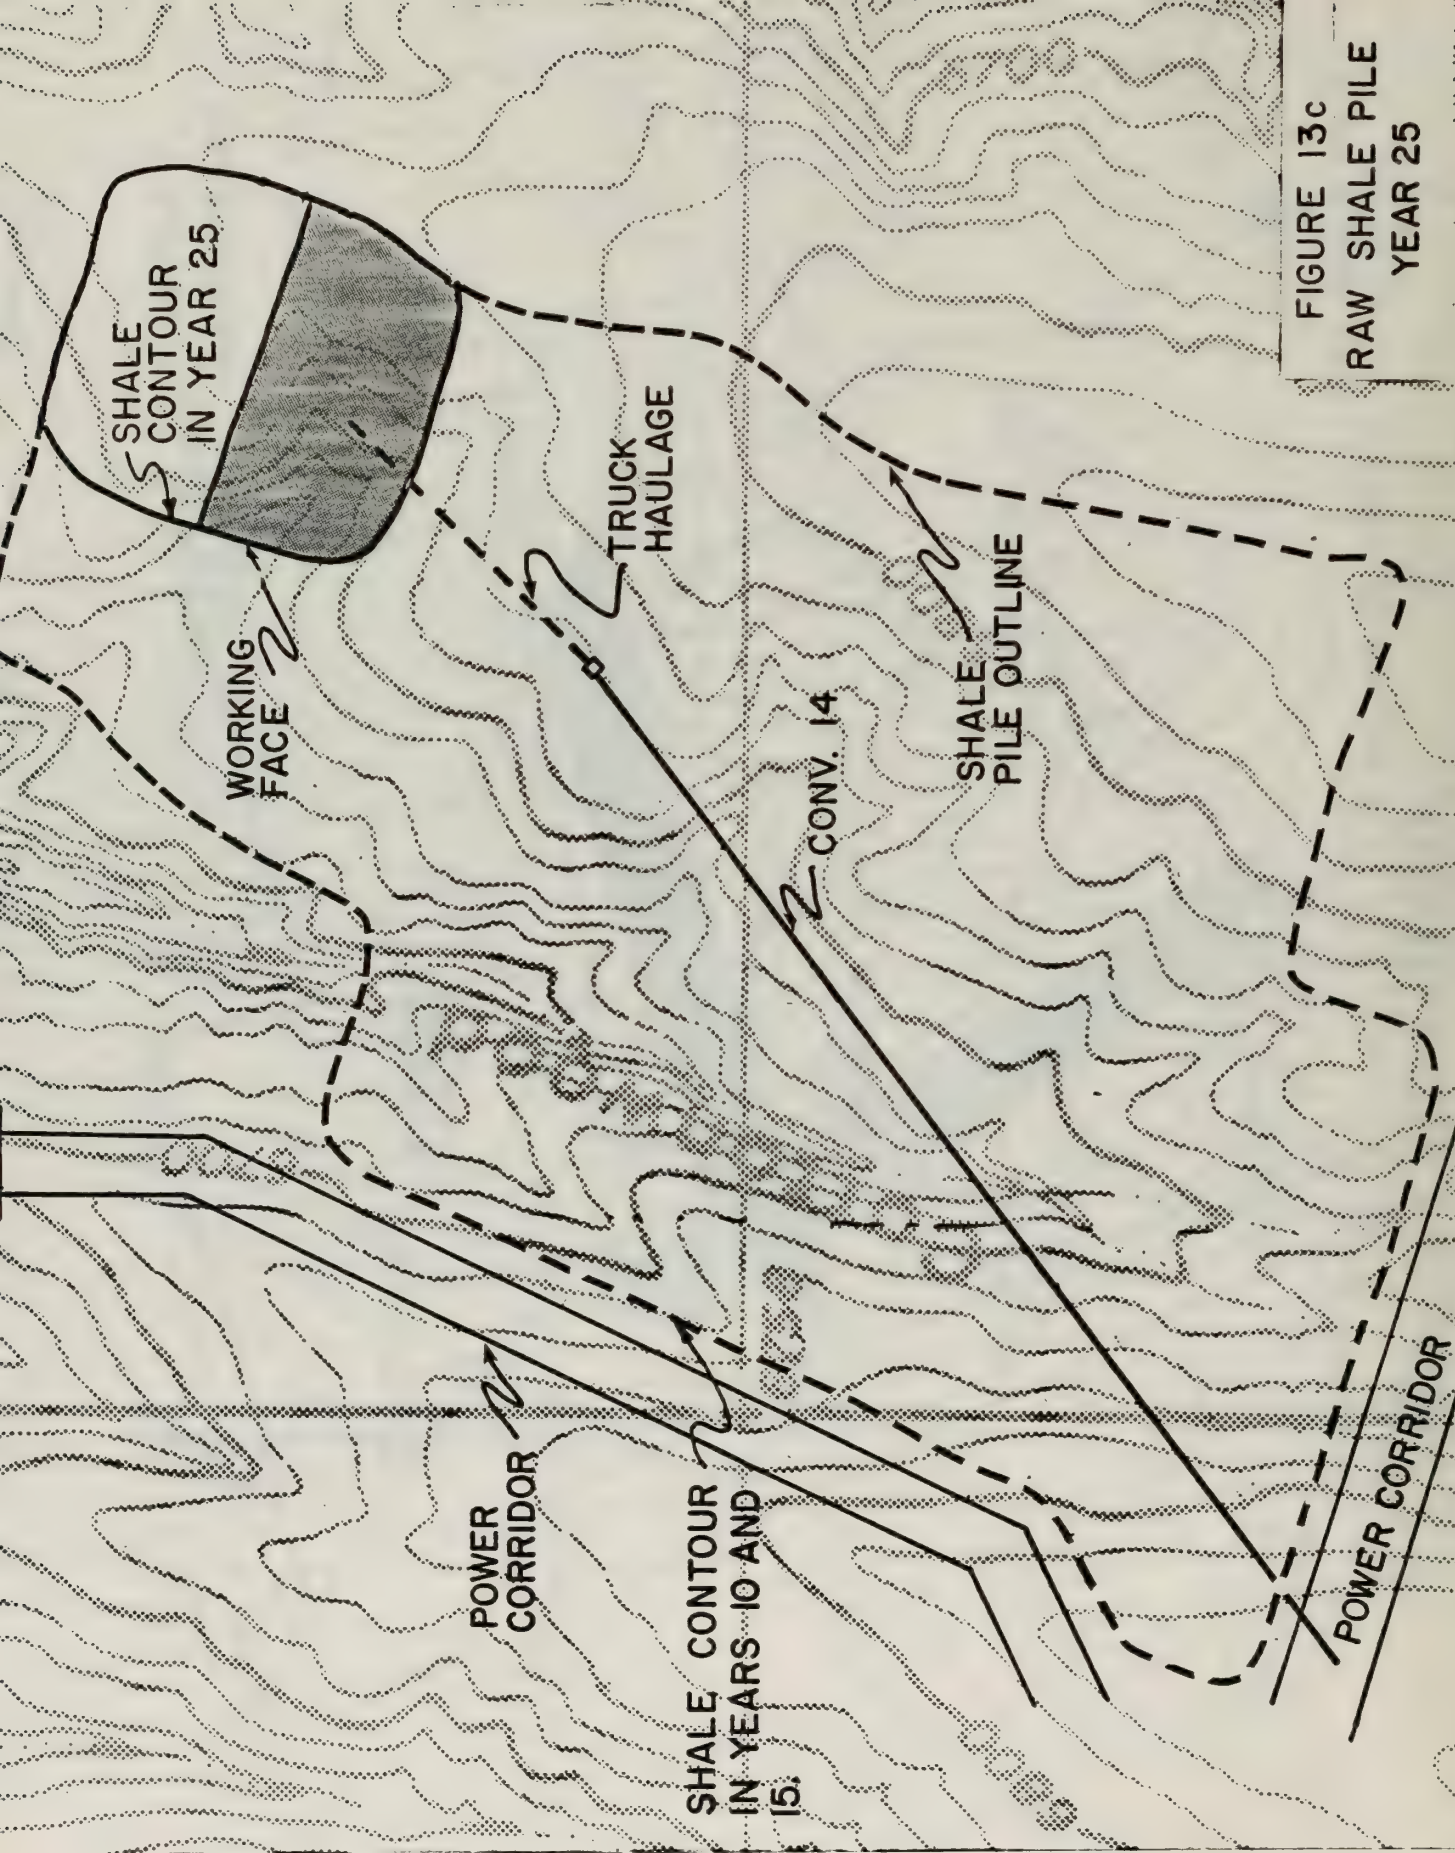 SHALE
CONTOUR
IN YEAR 25
WORKING
FACE
TRUCK
HAULAGE
CONV. 14
SHALE
PILE OUTLINE
POWER
CORRIDOR
SHALE CONTOUR
IN YEARS 10 AND
15.
POWER CORRIDOR
FIGURE 13c
RAW SHALE PILE
YEAR 25